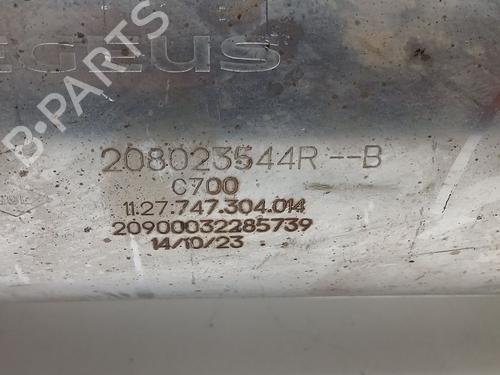 EGEUS
B-PARTS
208023544R--B
C700
11.27.747.304.014
20900032285739
14/10/23